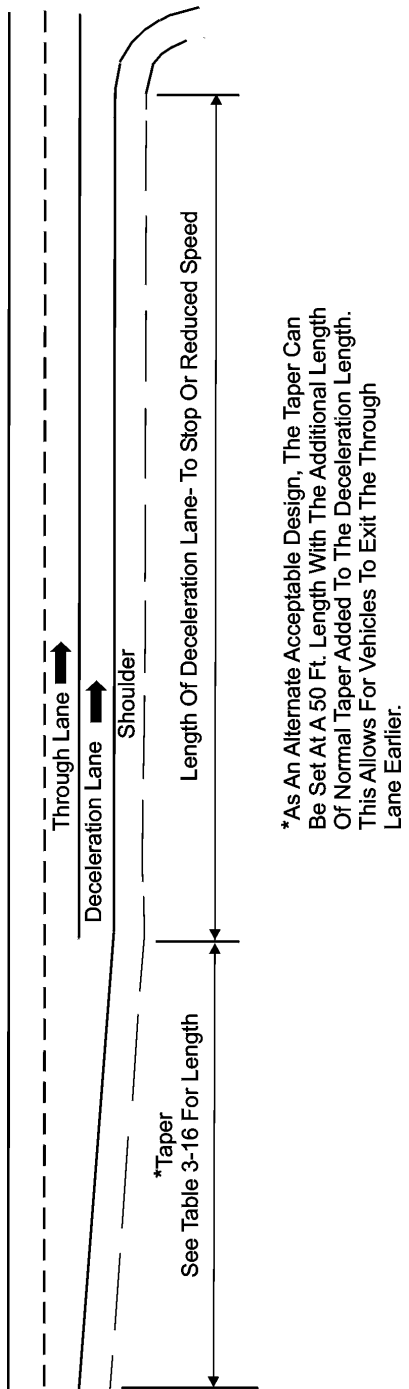 Through Lane
Deceleration Lane
Shoulder
*Taper
See Table 3-16 For Length
Length Of Deceleration Lane- To Stop Or Reduced Speed
*As An Alternate Acceptable Design, The Taper Can
Be Set At A 50 Ft. Length With The Additional Length
Of Normal Taper Added To The Deceleration Length.
This Allows For Vehicles To Exit The Through
Lane Earlier.